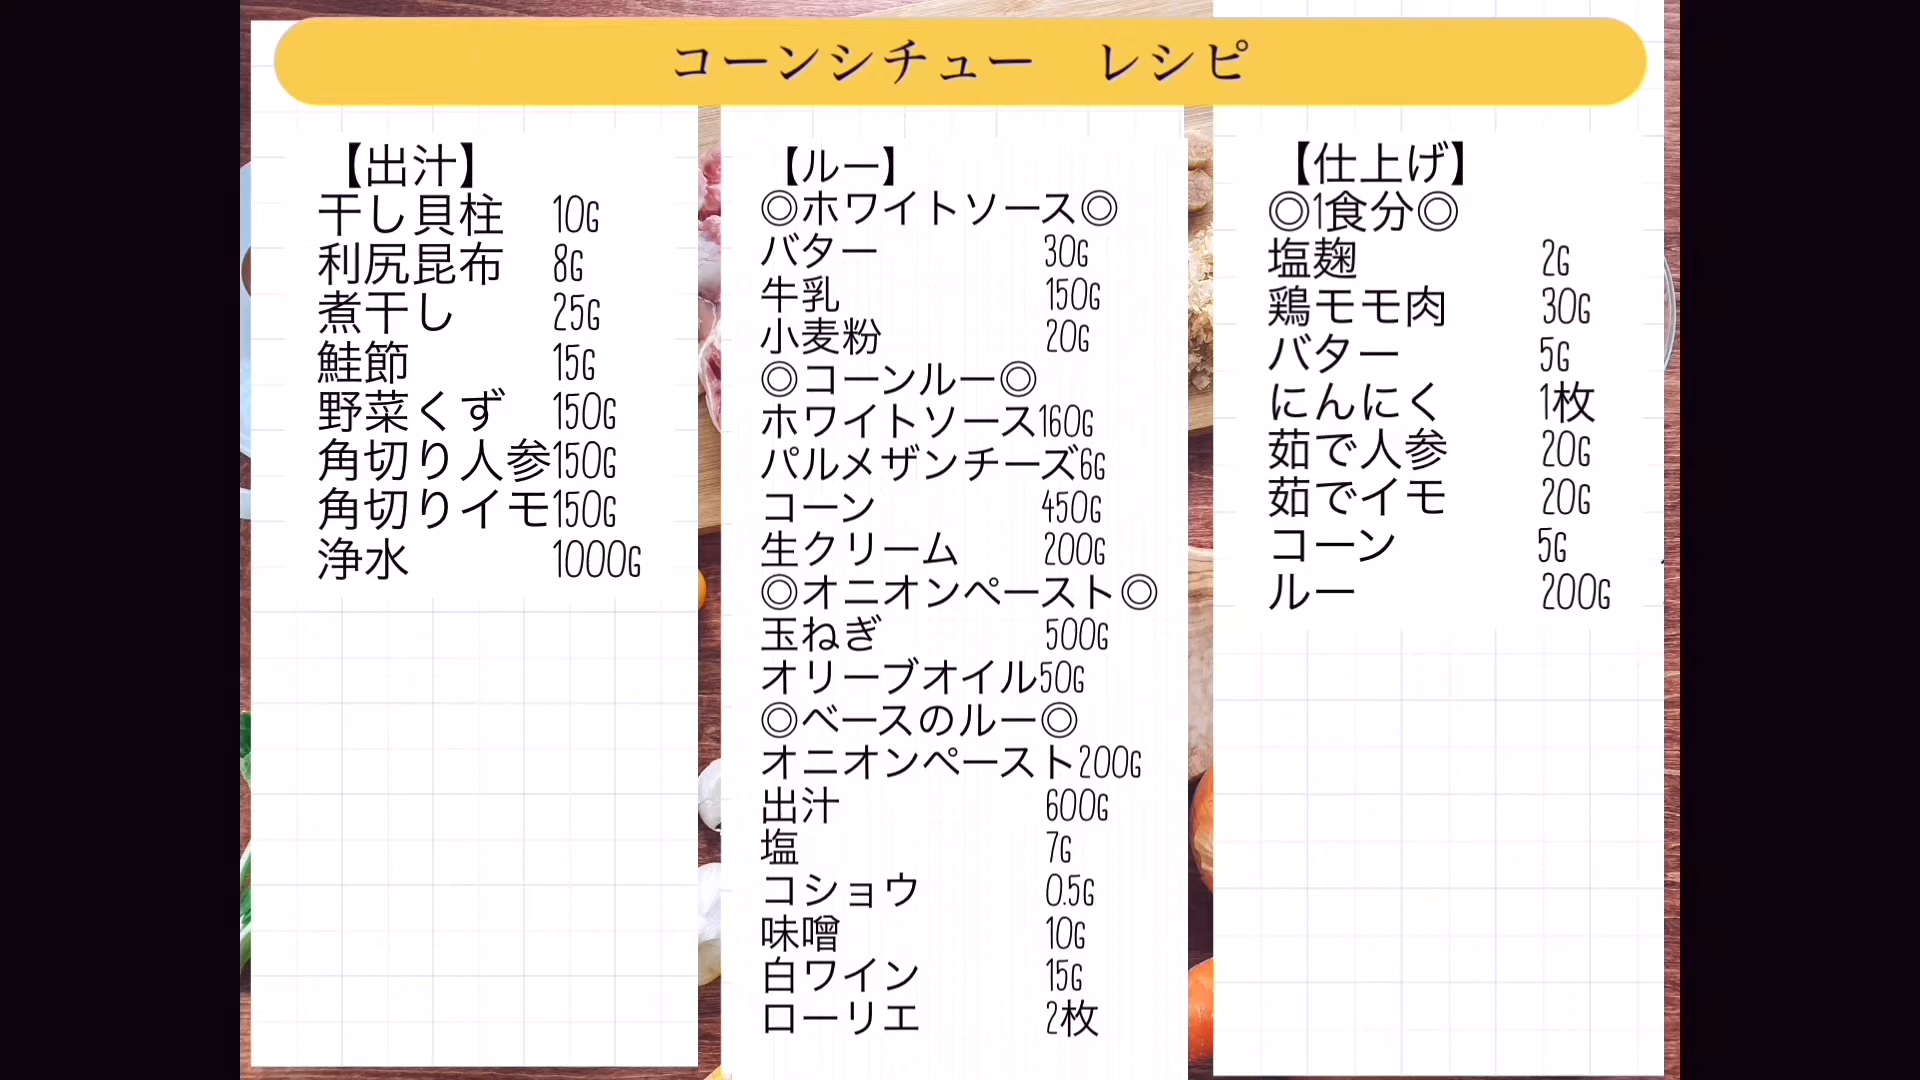 コーンシチュー　レシピ
【出汁】
干し貝柱　10G
利尻昆布　8G
煮干し　25G
鮭節　15G
野菜くず　150G
角切り人参150G
角切りイモ150G
浄水　1000G
【ルー】
◎ホワイトソース◎
バター　30G
牛乳　150G
小麦粉　20G
◎コーンルー◎
ホワイトソース160G
パルメザンチーズ6G
コーン　450G
生クリーム　200G
◎オニオンペースト◎
玉ねぎ　500G
オリーブオイル50G
◎ベースのルー◎
オニオンペースト200G
出汁　600G
塩　7G
コショウ　0.5G
味噌　10G
白ワイン　15G
ローリエ　2枚
【仕上げ】
◎1食分◎
塩麹　2G
鶏モモ肉　30G
バター　5G
にんにく　1枚
茹で人参　20G
茹でイモ　20G
コーン　5G
ルー　200G